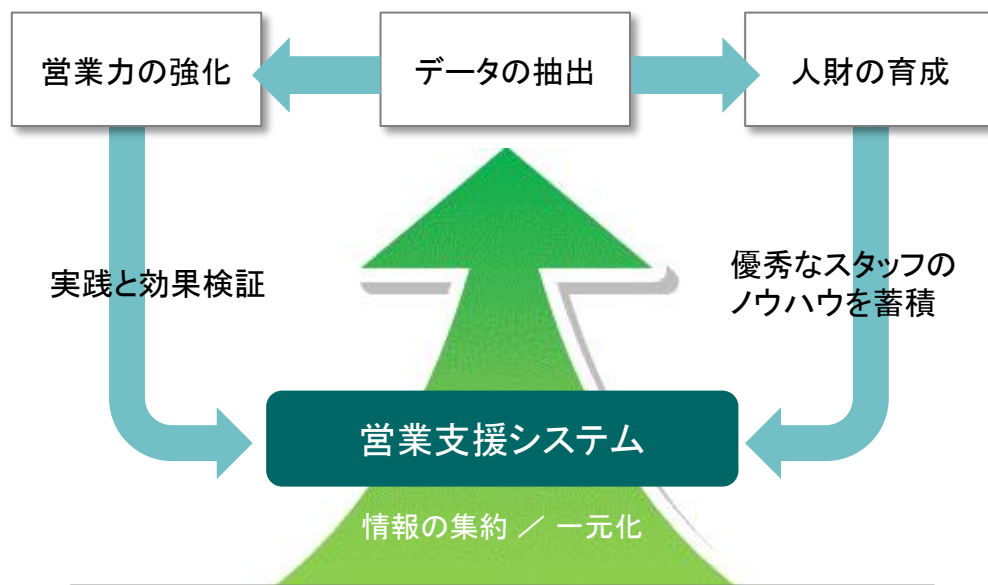 営業力の強化
データの抽出
人財の育成
実践と効果検証
優秀なスタッフの
ノウハウを蓄積
営業支援システム
情報の集約 ／ 一元化